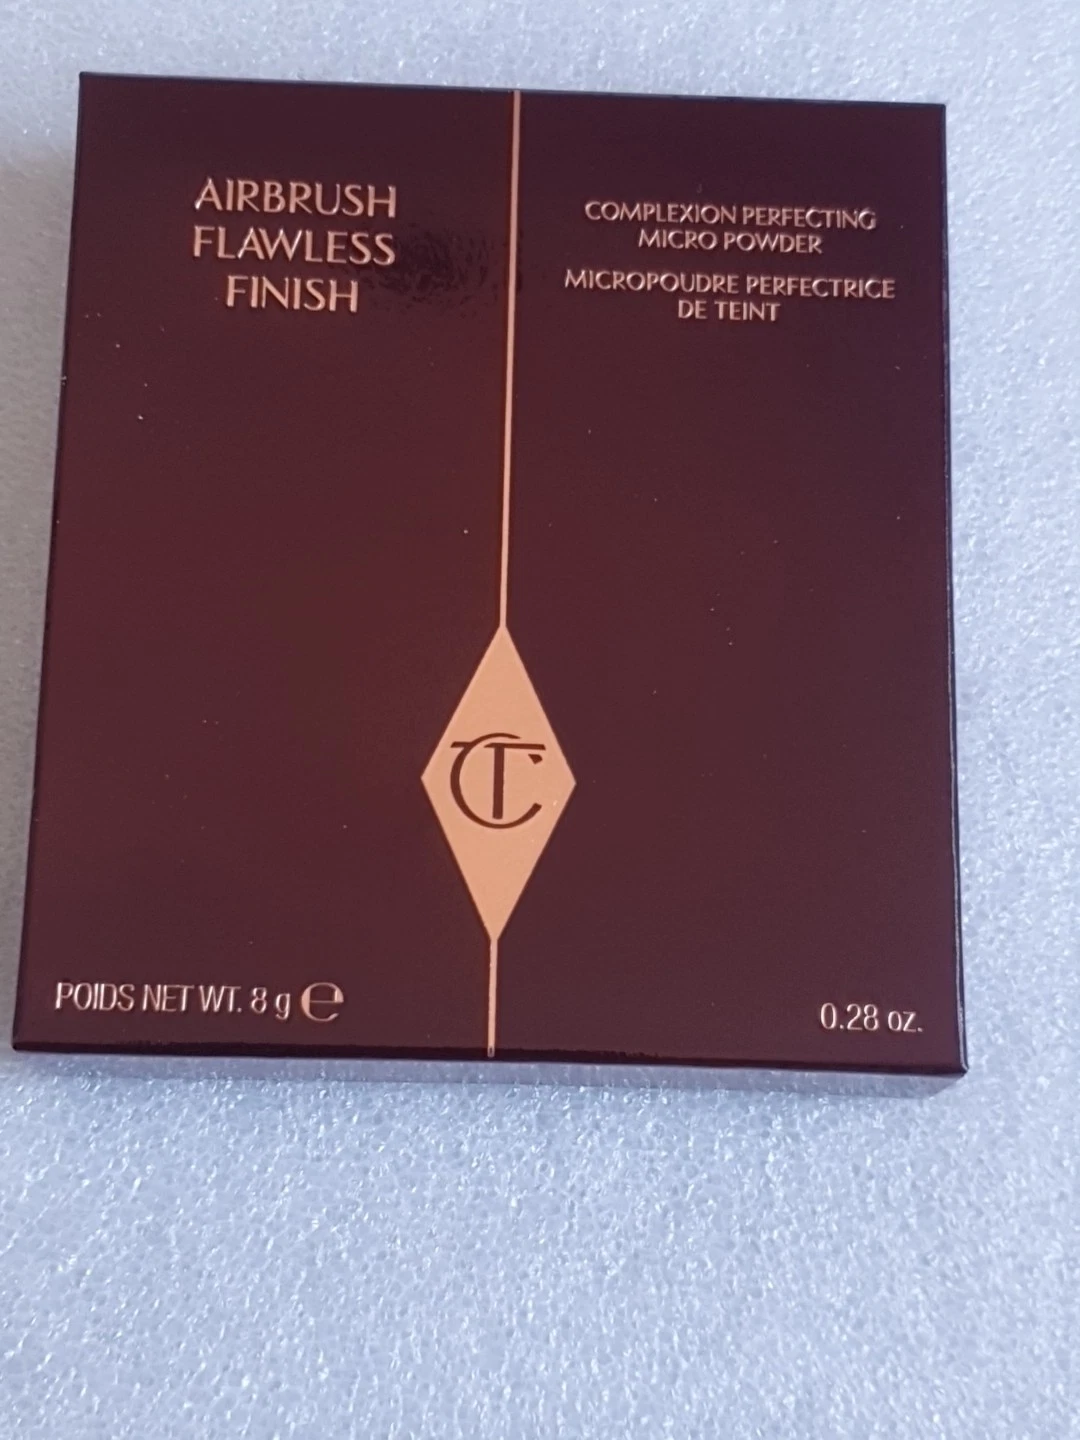 AIRBRUSH
FLAWLESS
FINISH
COMPLEXION PERFECTING
MICRO POWDER
MICROPOUDRE PERFECTRICE
DE TEINT
CT
POIDS NET WT. 8 g ℮
0.28 oz.